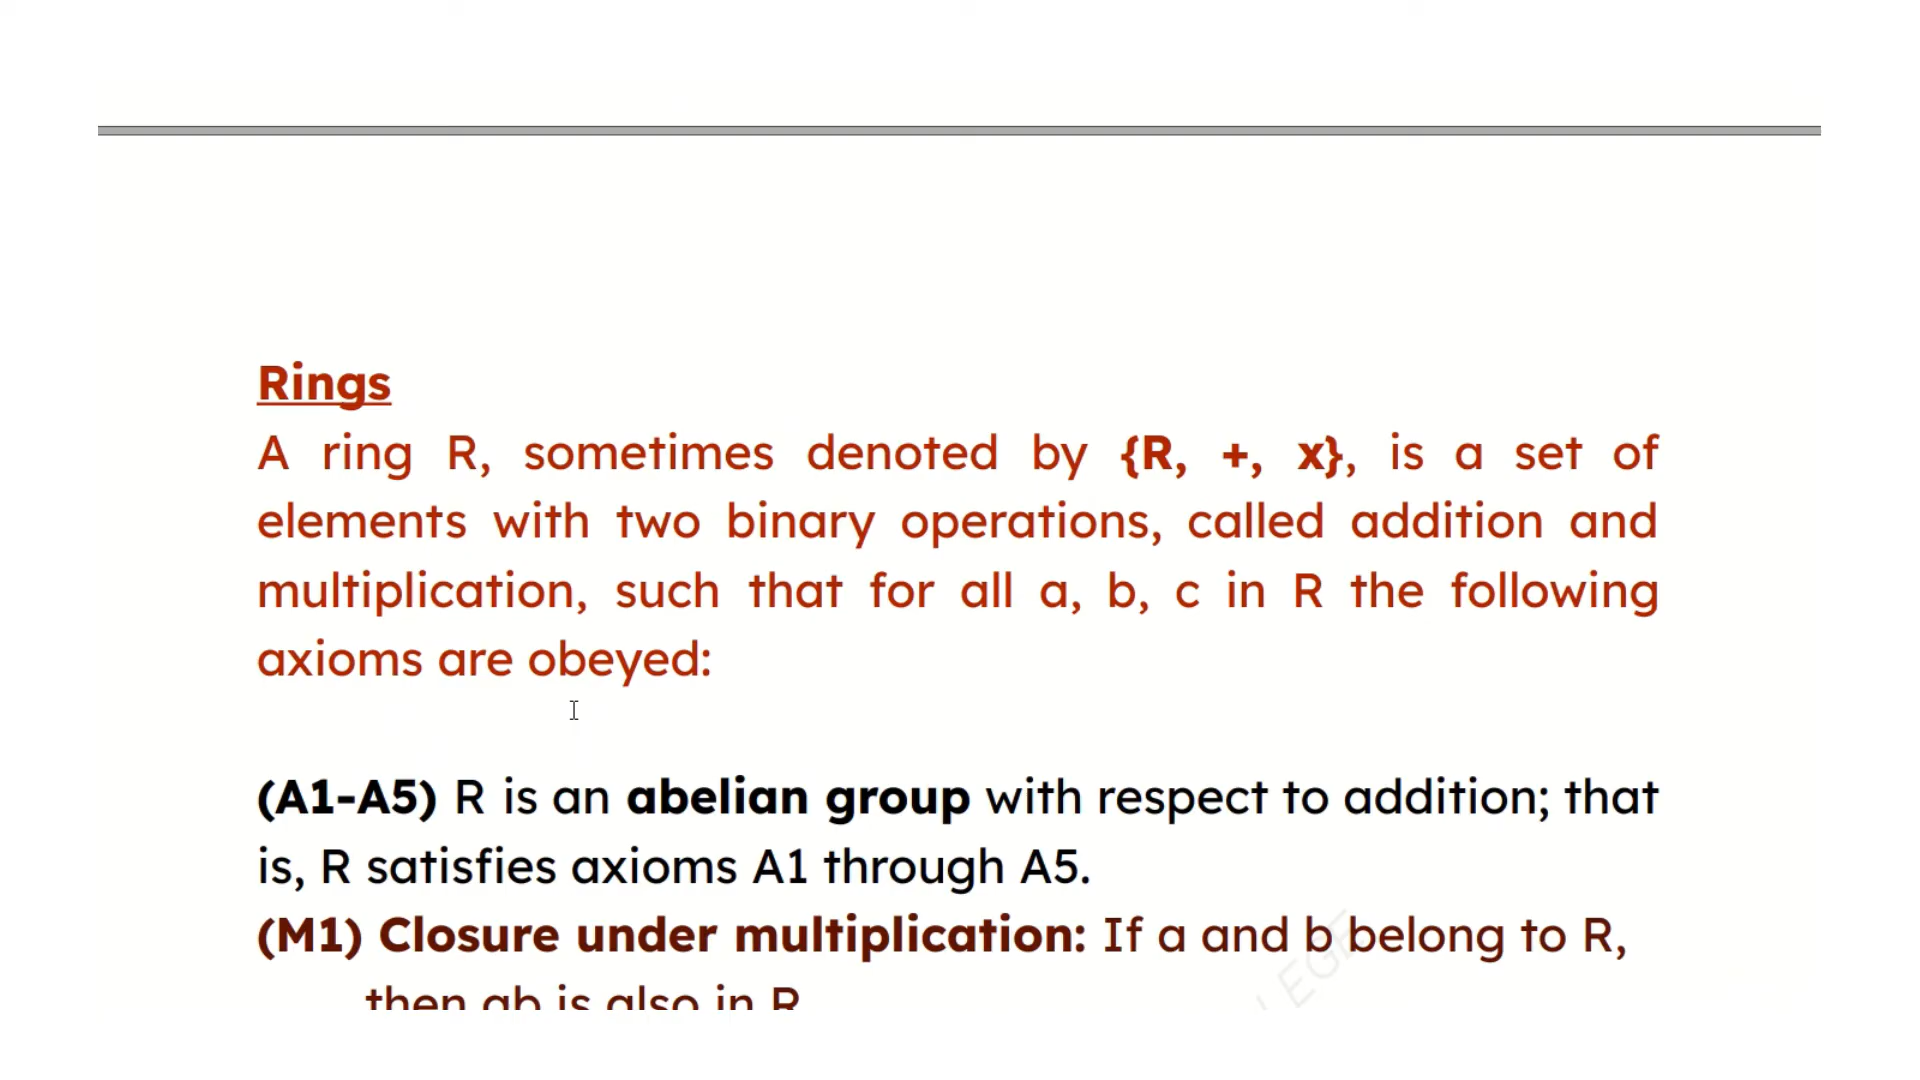 Rings
A ring R, sometimes denoted by {R, +, x}, is a set of
elements with two binary operations, called addition and
multiplication, such that for all a, b, c in R the following
axioms are obeyed:
(A1-A5) R is an abelian group with respect to addition; that
is, R satisfies axioms A1 through A5.
(M1) Closure under multiplication: If a and b belong to R,
then ab is also in R
LEGE